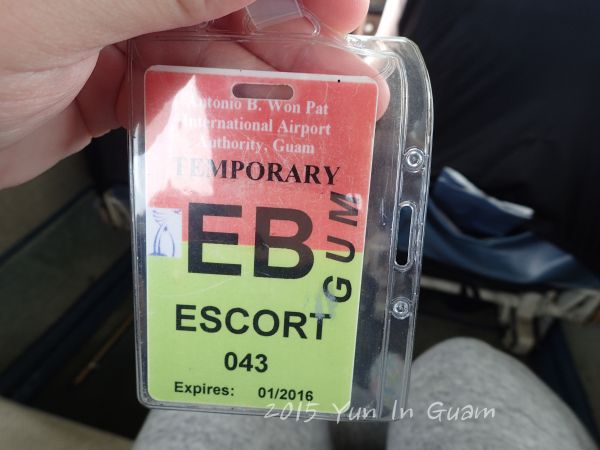 Antonio B. Won Pat
International Airport
Authority, Guam
TEMPORARY
EB
GUM
ESCORT
043
Expires: 01/2016
2015 Yun In Guam